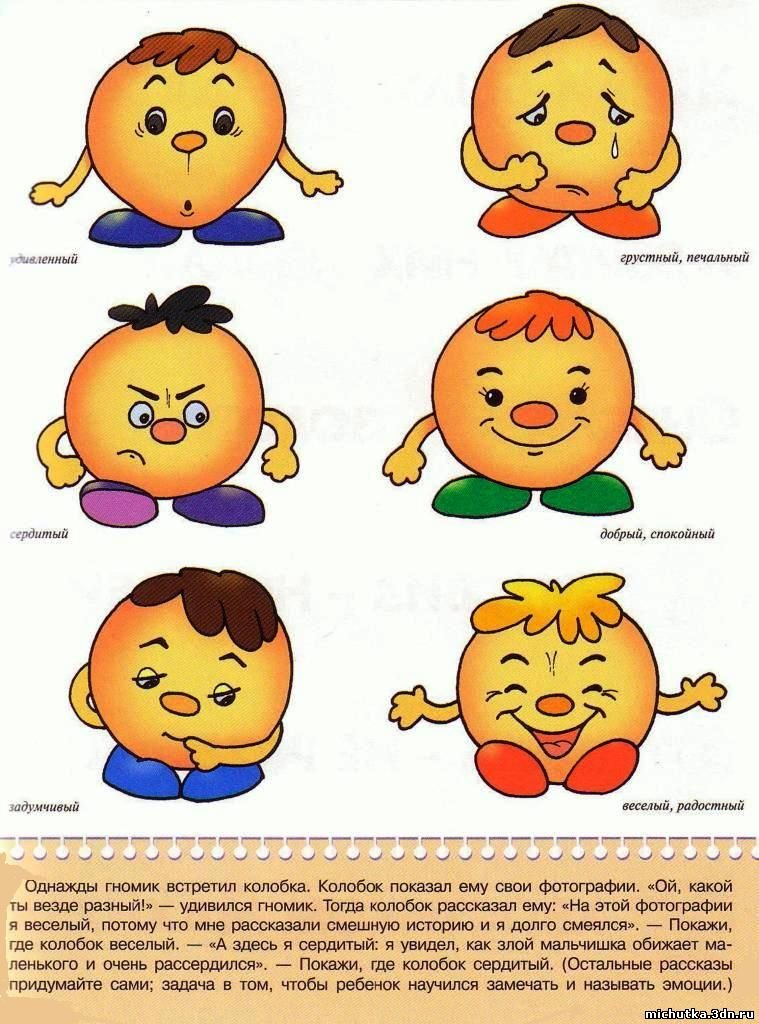 удивленный
грустный, печальный
сердитый
добрый, спокойный
задумчивый
веселый, радостный
Однажды гномик встретил колобка. Колобок показал ему свои фотографии. «Ой, какой
ты везде разный!» — удивился гномик. Тогда колобок рассказал ему: «На этой фотографии
я веселый, потому что мне рассказали смешную историю и я долго смеялся». — Покажи,
где колобок веселый. — «А здесь я сердитый: я увидел, как злой мальчишка обижает ма-
ленького и очень рассердился». — Покажи, где колобок сердитый. (Остальные рассказы
придумайте сами; задача в том, чтобы ребенок научился замечать и называть эмоции.)
michutka.3dn.ru